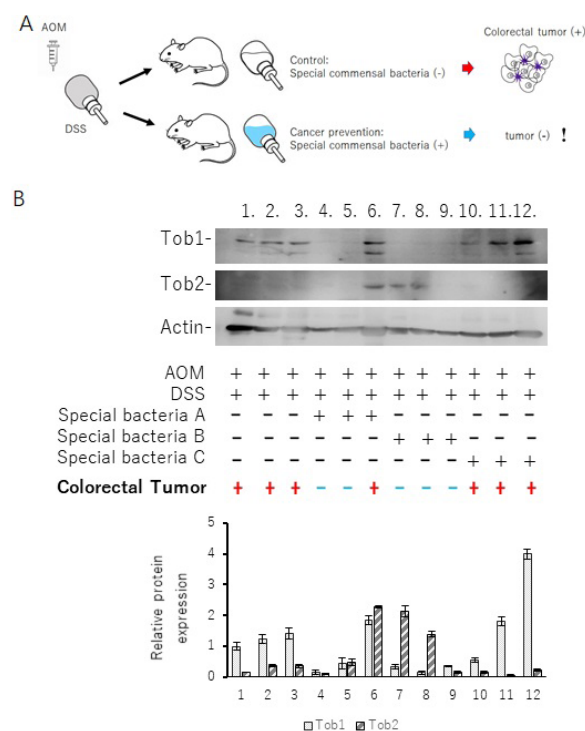 A
AOM
DSS
Control:
Special commensal bacteria (-)
Colorectal tumor (+)
Cancer prevention:
Special commensal bacteria (+)
tumor (-) !
B
1. 2. 3. 4. 5. 6. 7. 8. 9. 10. 11. 12.
Tob1-
Tob2-
Actin-
AOM + + + + + + + + + + + +
DSS + + + + + + + + + + + +
Special bacteria A - - - + + + - - - - - -
Special bacteria B - - - - - - + + + - - -
Special bacteria C - - - - - - - - - + + +
Colorectal Tumor + + + - - + - - - + + +
Relative protein
expression
5
4
3
2
1
0
1 2 3 4 5 6 7 8 9 10 11 12
Tob1 Tob2